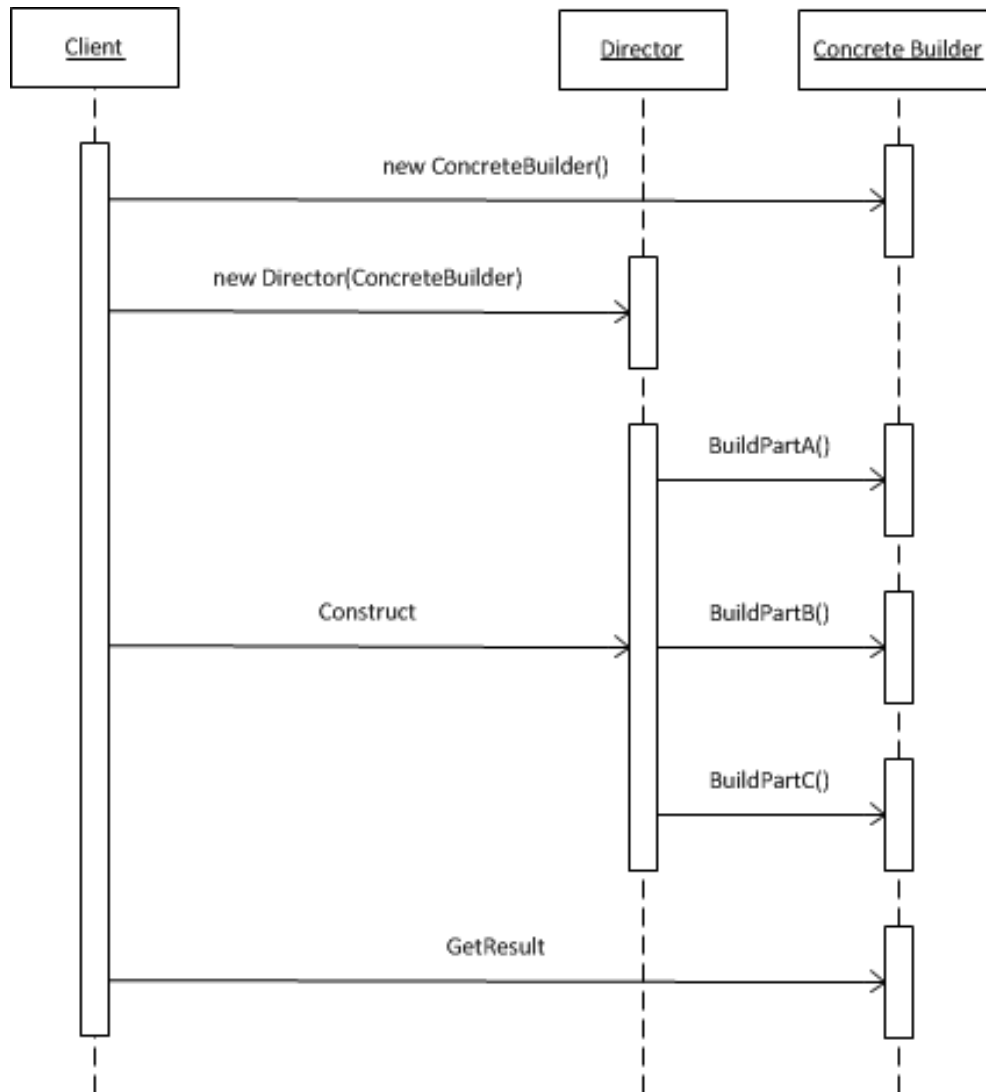 Client
Director
Concrete Builder
new ConcreteBuilder()
new Director(ConcreteBuilder)
BuildPartA()
Construct
BuildPartB()
BuildPartC()
GetResult